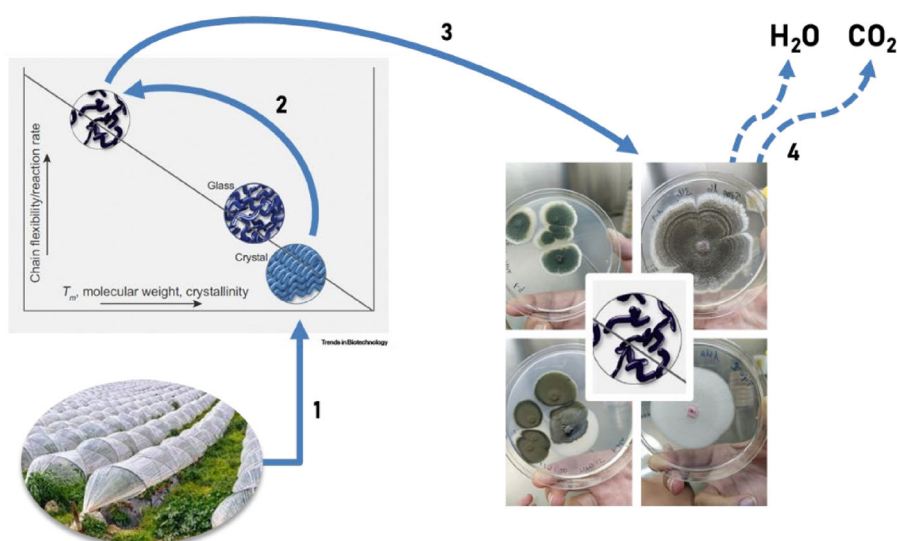 3
H₂O CO₂
2
4
Chain flexibility/reaction rate
Glass
Crystal
Tm, molecular weight, crystallinity
Trends in Biotechnology
1